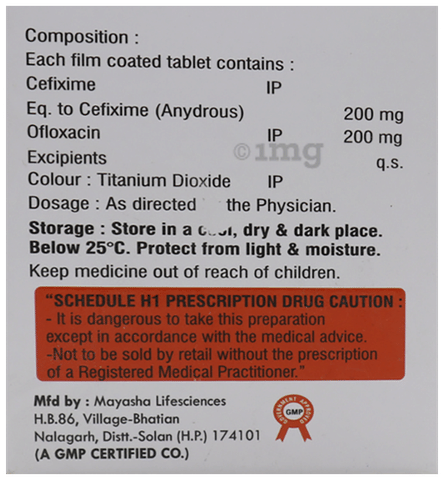 Composition :
Each film coated tablet contains :
Cefixime IP
Eq. to Cefixime (Anydrous) 200 mg
Ofloxacin IP 200 mg
©1mg
Excipients q.s.
Colour : Titanium Dioxide IP
Dosage : As directed the Physician.
Storage : Store in a dry & dark place.
Below 25°C. Protect from light & moisture.
Keep medicine out of reach of children.
"SCHEDULE H1 PRESCRIPTION DRUG CAUTION :
- It is dangerous to take this preparation
except in accordance with the medical advice.
-Not to be sold by retail without the prescription
of a Registered Medical Practitioner."
Mfd by : Mayasha Lifesciences
H.B.86, Village-Bhatian
Nalagarh, Distt.-Solan (H.P.) 174101
(A GMP CERTIFIED CO.)
GOVERNMENT APPROVED
GMP